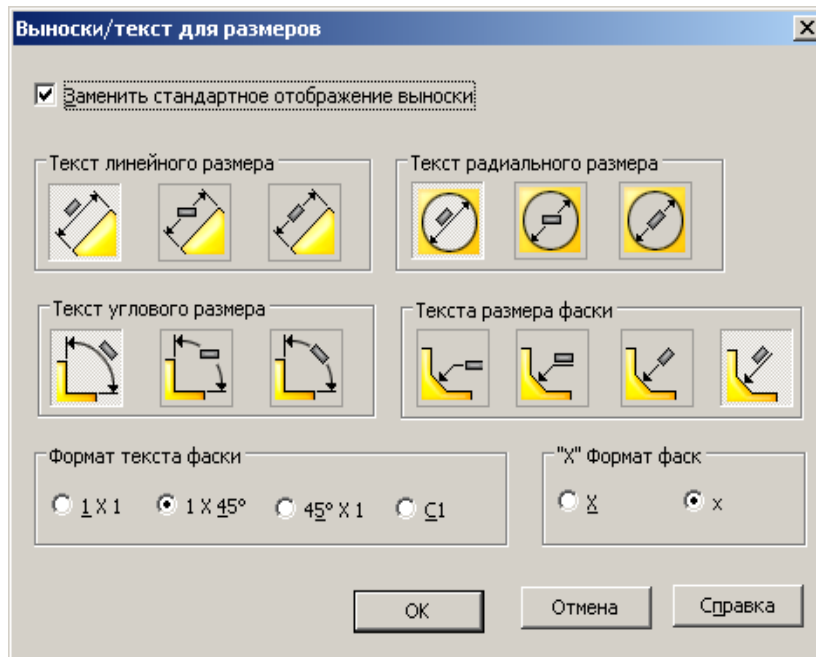 Выноски/текст для размеров
Заменить стандартное отображение выноски
Текст линейного размера
Текст радиального размера
Текст углового размера
Текста размера фаски
Формат текста фаски
1 X 1
1 X 45°
45° X 1
C1
"X" Формат фаск
X
x
OK
Отмена
Справка